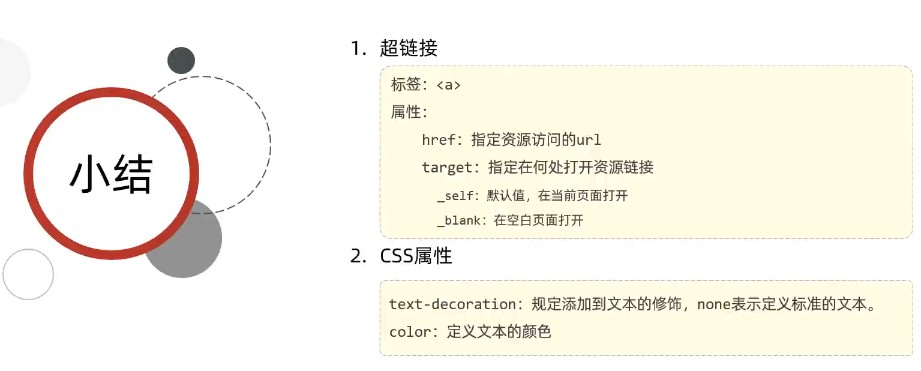 小结
1. 超链接
标签：<a>
属性：
href：指定资源访问的url
target：指定在何处打开资源链接
_self：默认值，在当前页面打开
_blank：在空白页面打开
2. CSS属性
text-decoration：规定添加到文本的修饰，none表示定义标准的文本。
color：定义文本的颜色